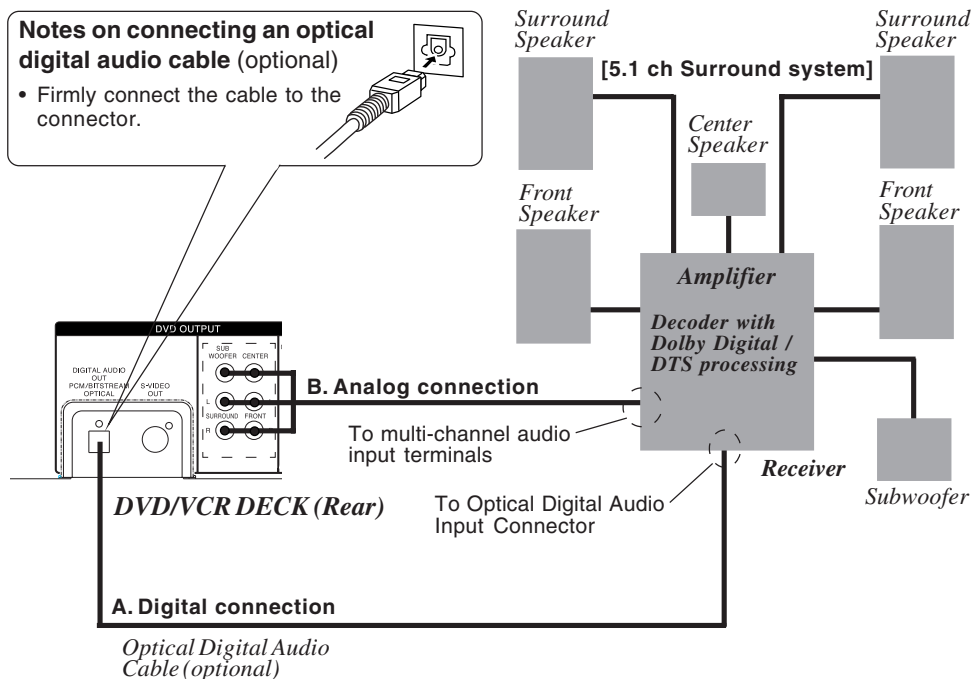 Notes on connecting an optical
digital audio cable (optional)
• Firmly connect the cable to the
connector.
Surround
Speaker
Surround
Speaker
[5.1 ch Surround system]
Center
Speaker
Front
Speaker
Front
Speaker
Amplifier
Decoder with
Dolby Digital /
DTS processing
DVD OUTPUT
DIGITAL AUDIO
OUT
PCM/BITSTREAM
OPTICAL
S-VIDEO
OUT
SUB
WOOFER
CENTER
L
SURROUND
FRONT
R
B. Analog connection
To multi-channel audio
input terminals
Receiver
Subwoofer
DVD/VCR DECK (Rear)
To Optical Digital Audio
Input Connector
A. Digital connection
Optical Digital Audio
Cable (optional)